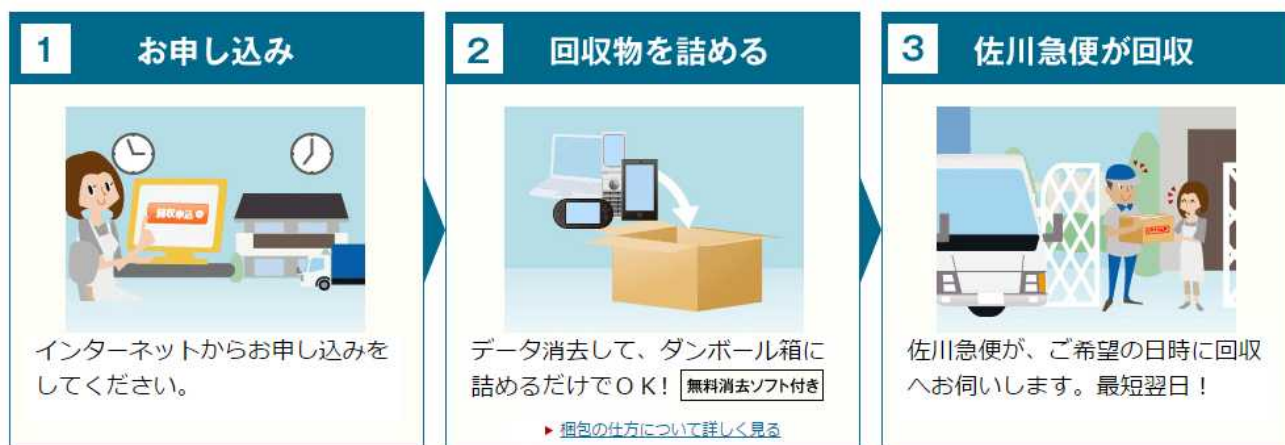 1 お申し込み
回収申込
インターネットからお申し込みを
してください。
2 回収物を詰める
データ消去して、ダンボール箱に
詰めるだけでＯＫ! 無料消去ソフト付き
▶ 梱包の仕方について詳しく見る
3 佐川急便が回収
佐川急便が、ご希望の日時に回収
へお伺いします。最短翌日！